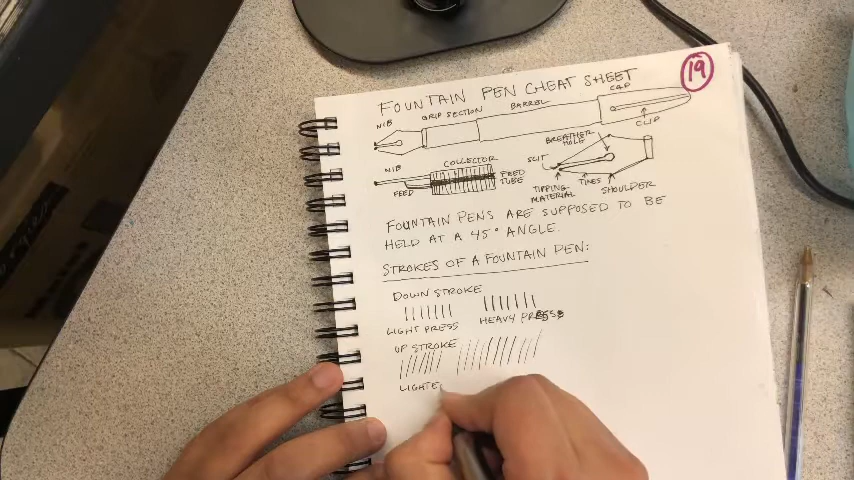 19
FOUNTAIN PEN CHEAT SHEET
NIB GRIP SECTION BARREL CAP
CLIP
BREATHER
HOLE
NIB COLLECTOR SLIT
FEED FEED
TUBE
TIPPING
MATERIAL TINES SHOULDER
FOUNTAIN PENS ARE SUPPOSED TO BE
HELD AT A 45° ANGLE.
STROKES OF A FOUNTAIN PEN:
DOWN STROKE
LIGHT PRESS HEAVY PRESS
UP STROKE
LIGHTE